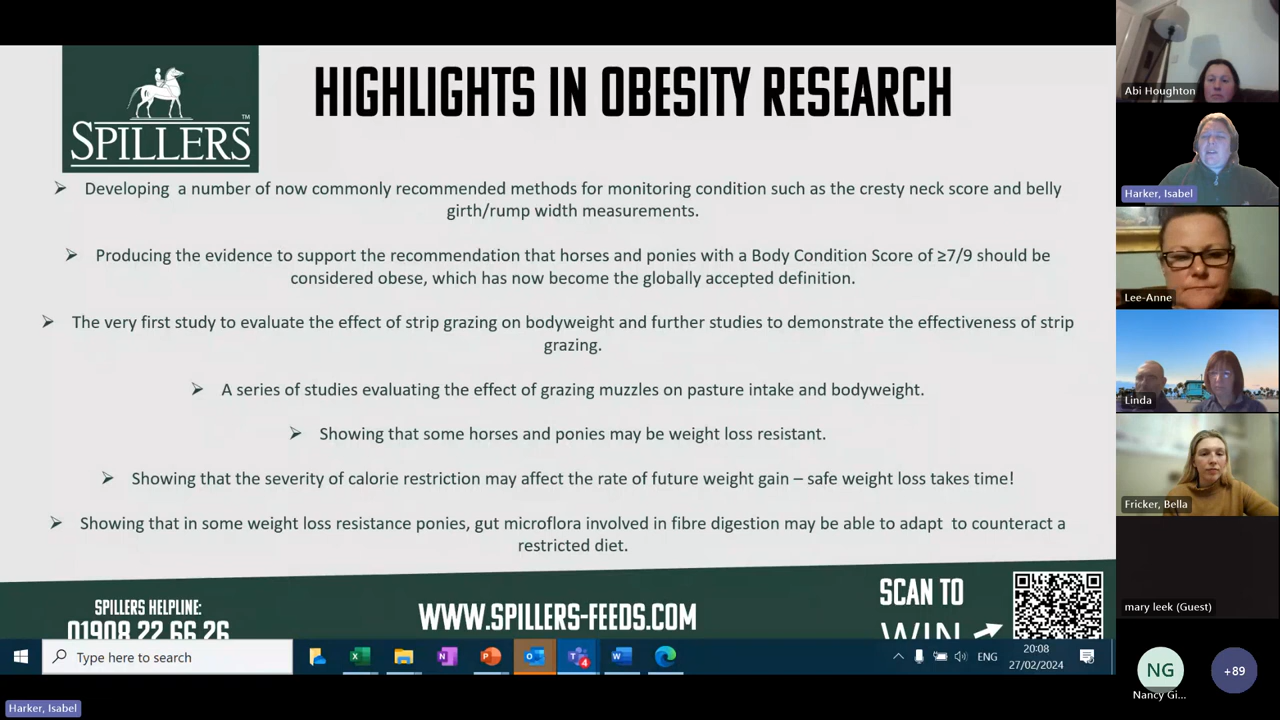 HIGHLIGHTS IN OBESITY RESEARCH
SPILLERS™
Developing a number of now commonly recommended methods for monitoring condition such as the cresty neck score and belly
girth/rump width measurements.
Producing the evidence to support the recommendation that horses and ponies with a Body Condition Score of ≥7/9 should be
considered obese, which has now become the globally accepted definition.
The very first study to evaluate the effect of strip grazing on bodyweight and further studies to demonstrate the effectiveness of strip
grazing.
A series of studies evaluating the effect of grazing muzzles on pasture intake and bodyweight.
Showing that some horses and ponies may be weight loss resistant.
Showing that the severity of calorie restriction may affect the rate of future weight gain – safe weight loss takes time!
Showing that in some weight loss resistance ponies, gut microflora involved in fibre digestion may be able to adapt to counteract a
restricted diet.
SPILLERS HELPLINE:
01908 22 66 26
WWW.SPILLERS-FEEDS.COM
SCAN TO
WIN
Type here to search
4
ENG
20:08
27/02/2024
Harker, Isabel
Abi Houghton
Harker, Isabel
Lee-Anne
Linda
Fricker, Bella
mary leek (Guest)
NG
Nancy Gi...
+89